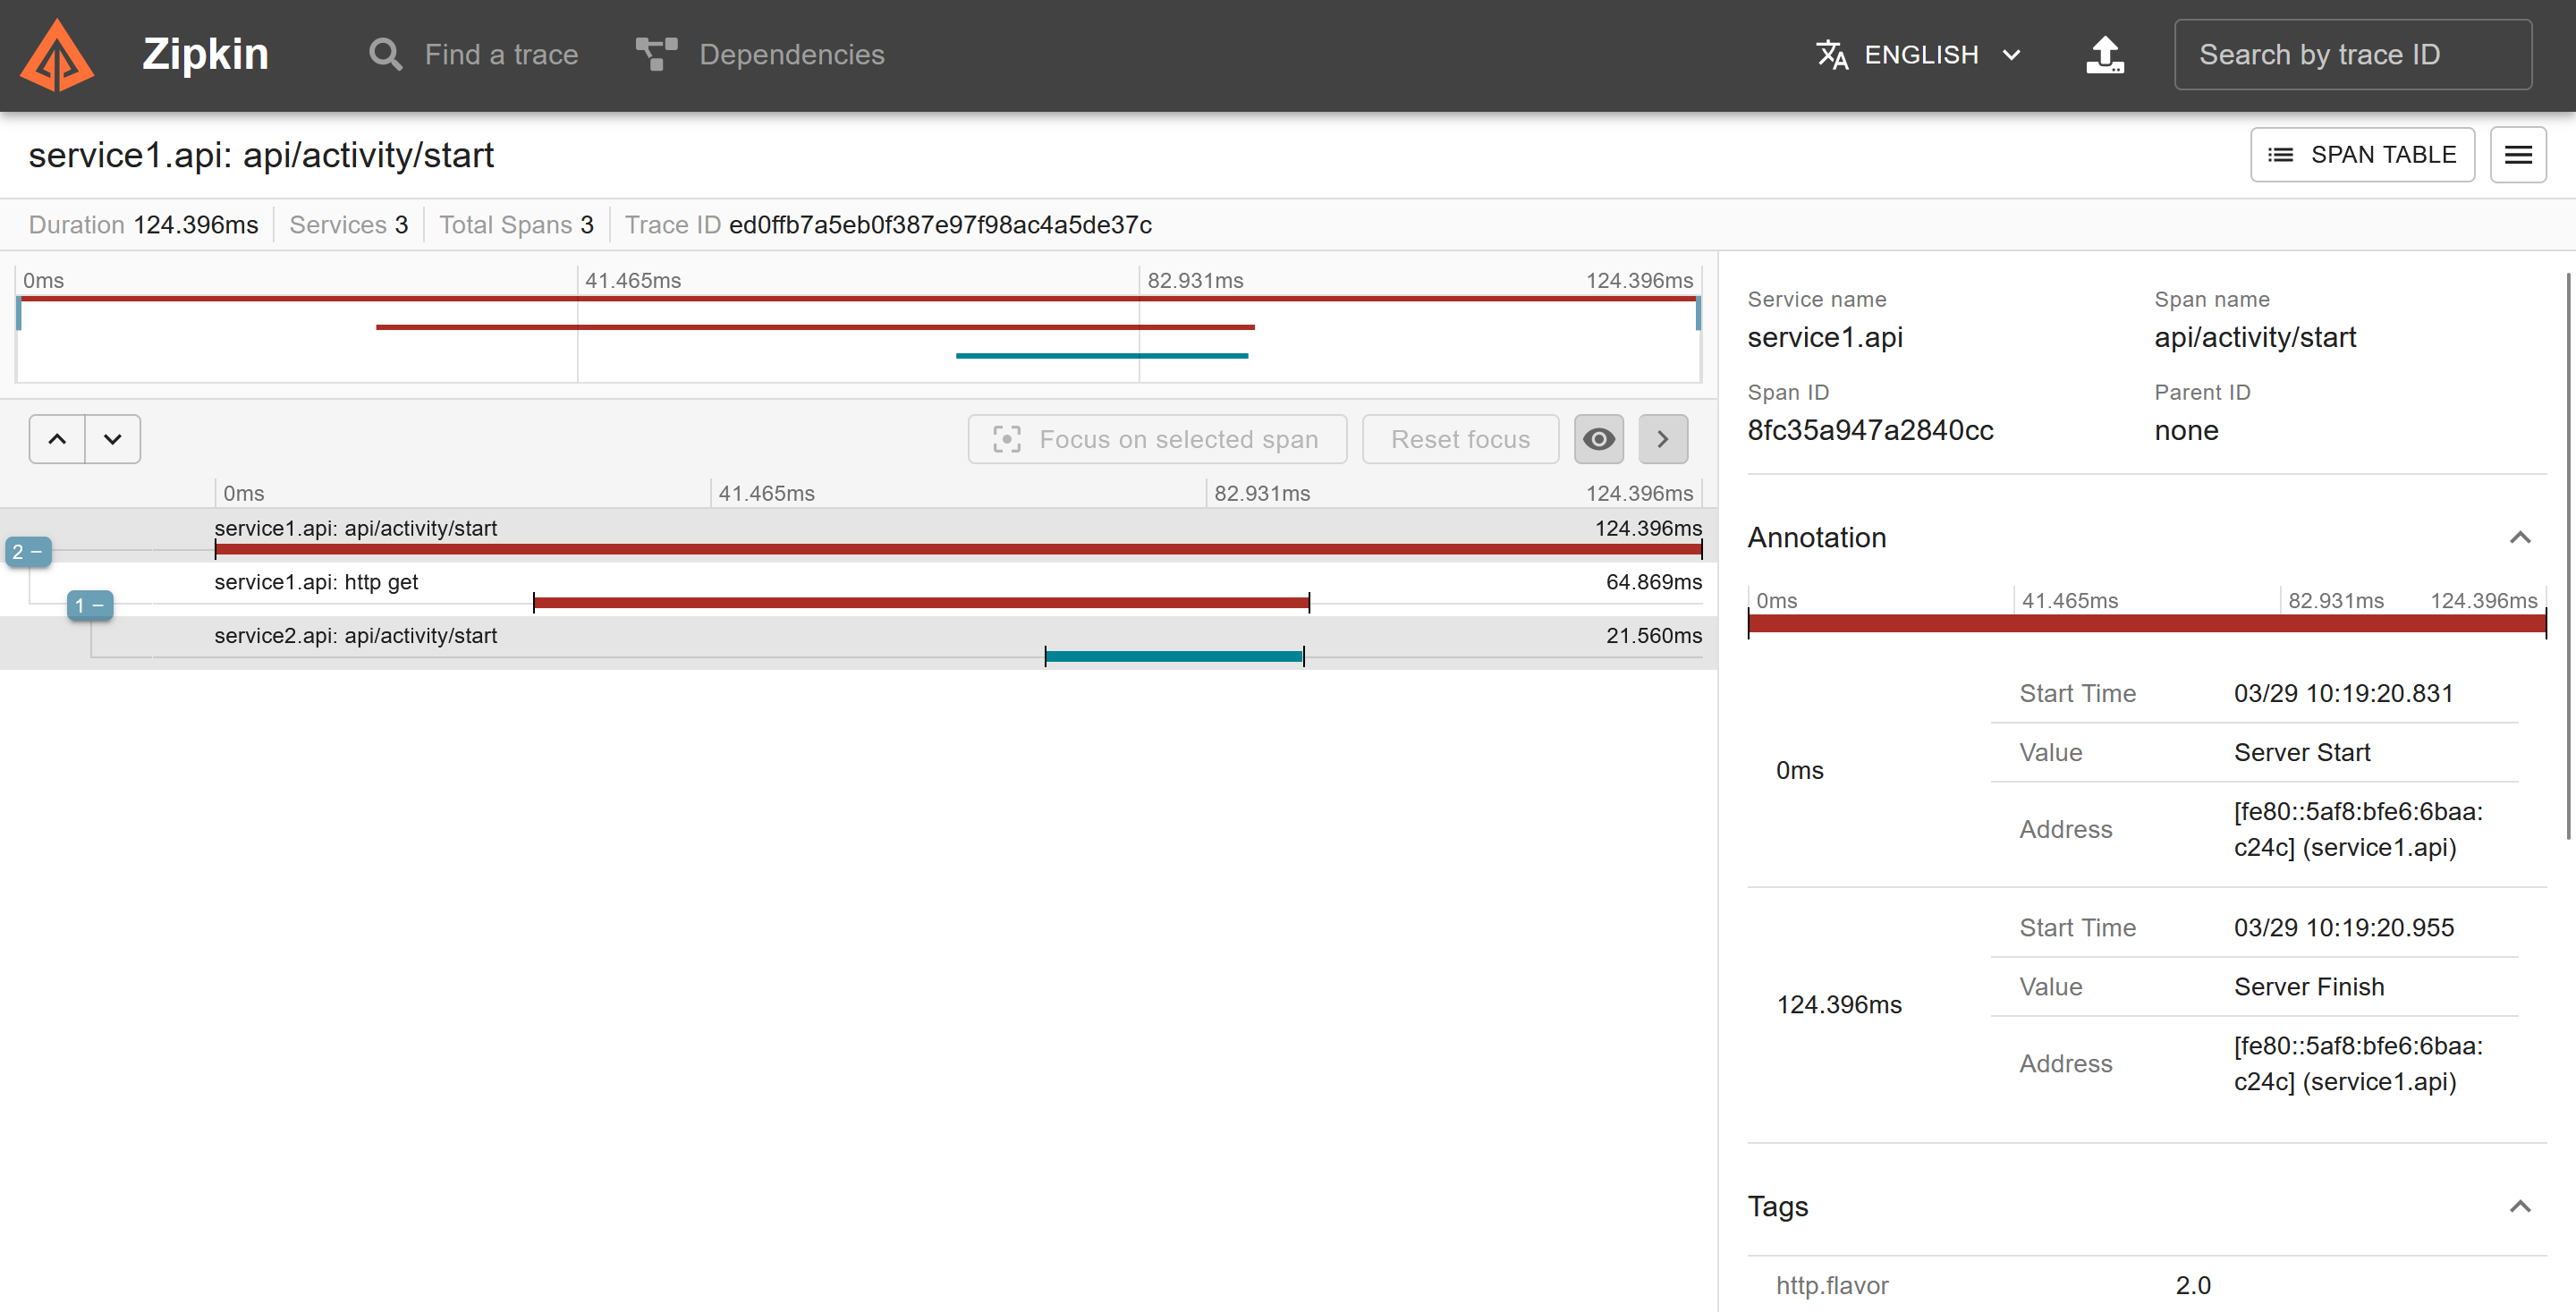 Zipkin
Find a trace
Dependencies
ENGLISH
Search by trace ID
service1.api: api/activity/start
SPAN TABLE
Duration 124.396ms
Services 3
Total Spans 3
Trace ID ed0ffb7a5eb0f387e97f98ac4a5de37c
0ms
41.465ms
82.931ms
124.396ms
Focus on selected span
Reset focus
0ms
41.465ms
82.931ms
124.396ms
2 –
service1.api: api/activity/start
124.396ms
1 –
service1.api: http get
64.869ms
service2.api: api/activity/start
21.560ms
Service name
service1.api
Span name
api/activity/start
Span ID
8fc35a947a2840cc
Parent ID
none
Annotation
0ms
41.465ms
82.931ms
124.396ms
0ms
Start Time
03/29 10:19:20.831
Value
Server Start
Address
[fe80::5af8:bfe6:6baa:
c24c] (service1.api)
124.396ms
Start Time
03/29 10:19:20.955
Value
Server Finish
Address
[fe80::5af8:bfe6:6baa:
c24c] (service1.api)
Tags
http.flavor
2.0